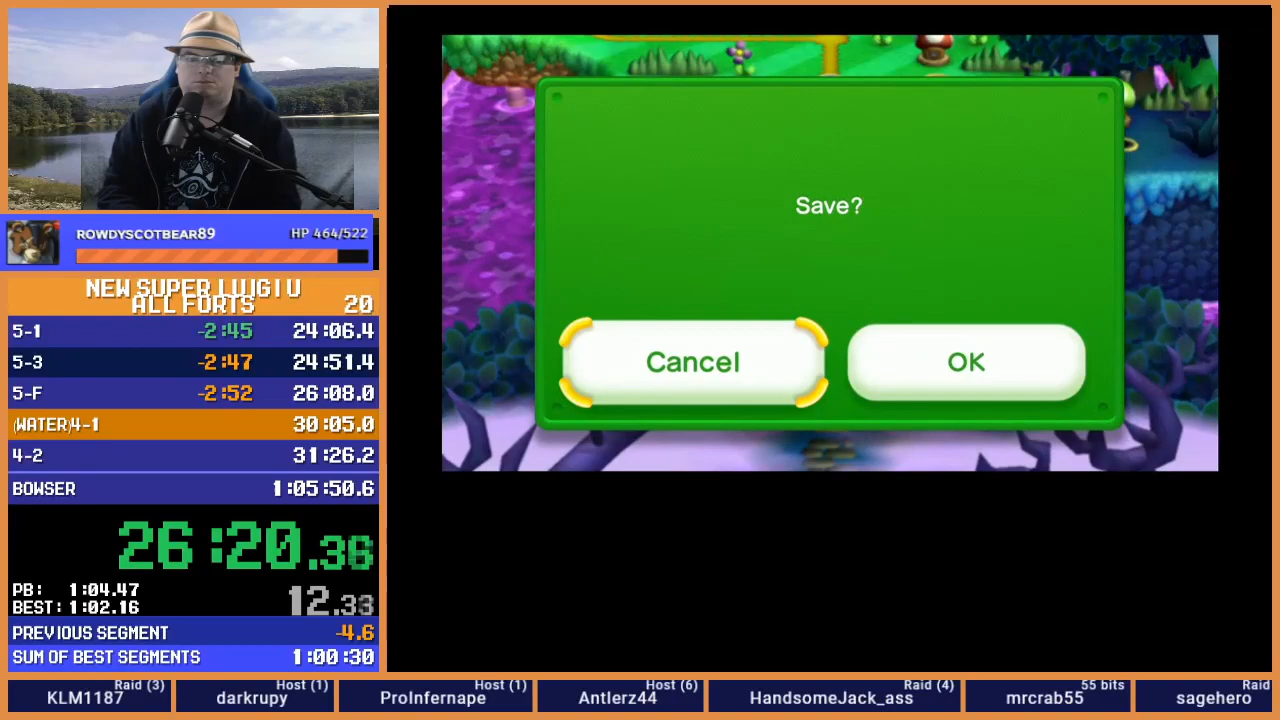 ROWDYSCOTBEAR89 HP 464/522
NEW SUPER LUIGI U
ALL FORTS 20
5-1 -2:45 24:06.4
5-3 -2:47 24:51.4
5-F -2:52 26:08.0
(WATER)4-1 30:05.0
4-2 31:26.2
BOWSER 1:05:50.6
26:20.36
PB: 1:04.47
BEST: 1:02.16
12.33
PREVIOUS SEGMENT -4.6
SUM OF BEST SEGMENTS 1:00:30
Save?
Cancel OK
Raid (3) Host (1) Host (1) Host (6) Raid (4) 55 bits Raid
KLM1187 darkrupy ProInfernape Antlerz44 HandsomeJack_ass mrcrab55 sagehero